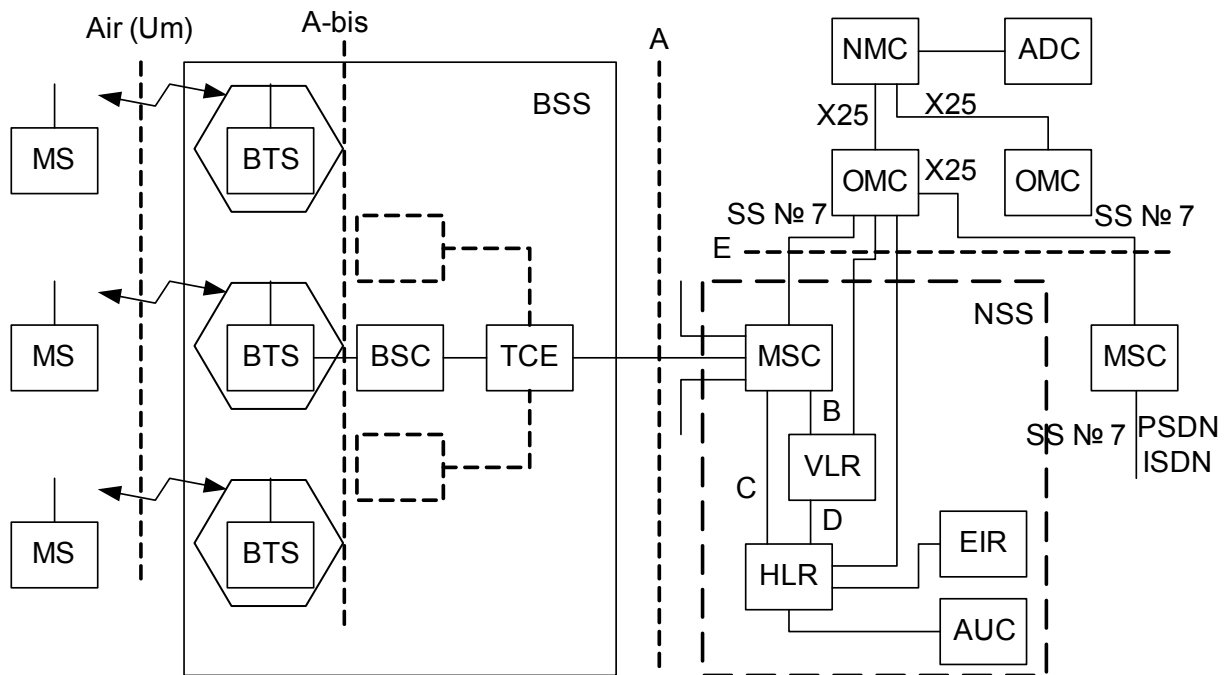 Air (Um)
A-bis
A
NMC
ADC
BSS
X25
X25
MS
BTS
OMC
X25
OMC
SS № 7
SS № 7
E
NSS
MS
BTS
BSC
TCE
MSC
MSC
B
SS № 7
PSDN
ISDN
VLR
C
D
MS
BTS
HLR
EIR
AUC